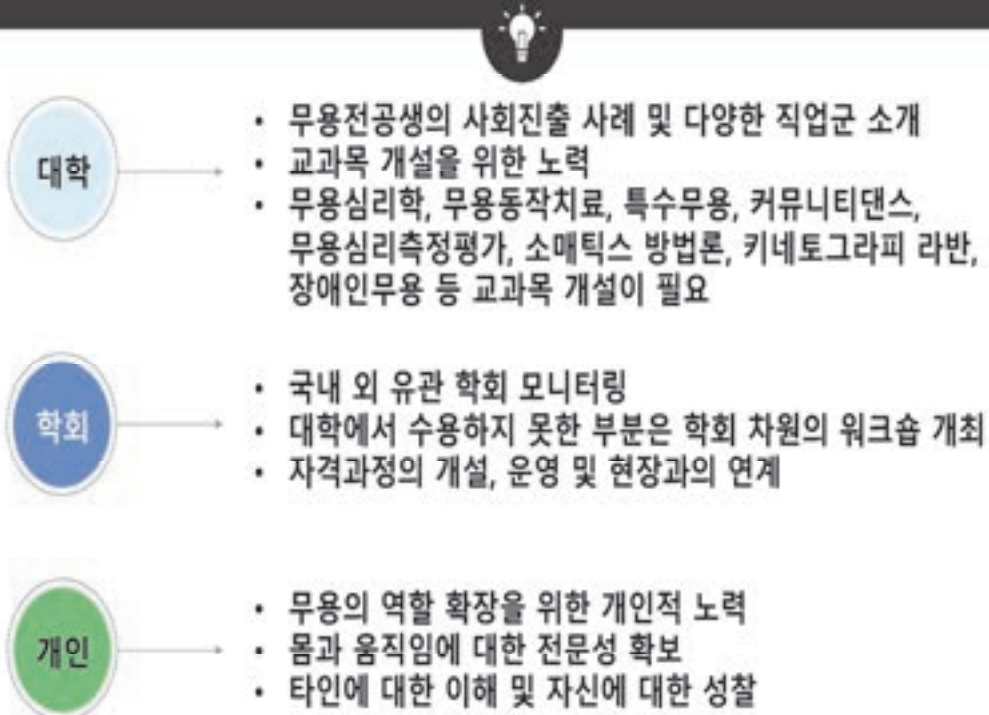 대학
• 무용전공생의 사회진출 사례 및 다양한 직업군 소개
• 교과목 개설을 위한 노력
• 무용심리학, 무용동작치료, 특수무용, 커뮤니티댄스,
무용심리측정평가, 소매틱스 방법론, 키네토그라피 라반,
장애인무용 등 교과목 개설이 필요
학회
• 국내 외 유관 학회 모니터링
• 대학에서 수용하지 못한 부분은 학회 차원의 워크숍 개최
• 자격과정의 개설, 운영 및 현장과의 연계
개인
• 무용의 역할 확장을 위한 개인적 노력
• 몸과 움직임에 대한 전문성 확보
• 타인에 대한 이해 및 자신에 대한 성찰